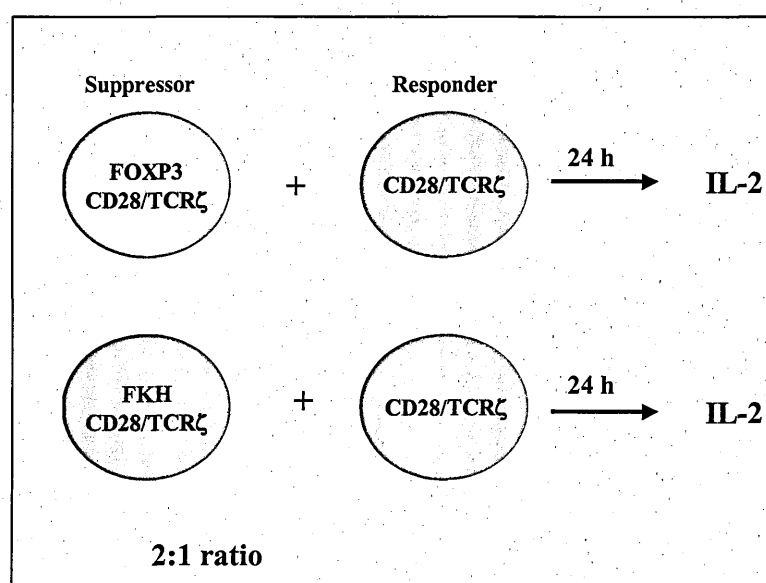 Suppressor Responder
FOXP3
CD28/TCRζ
+
CD28/TCRζ
24 h
IL-2
FKH
CD28/TCRζ
+
CD28/TCRζ
24 h
IL-2
2:1 ratio